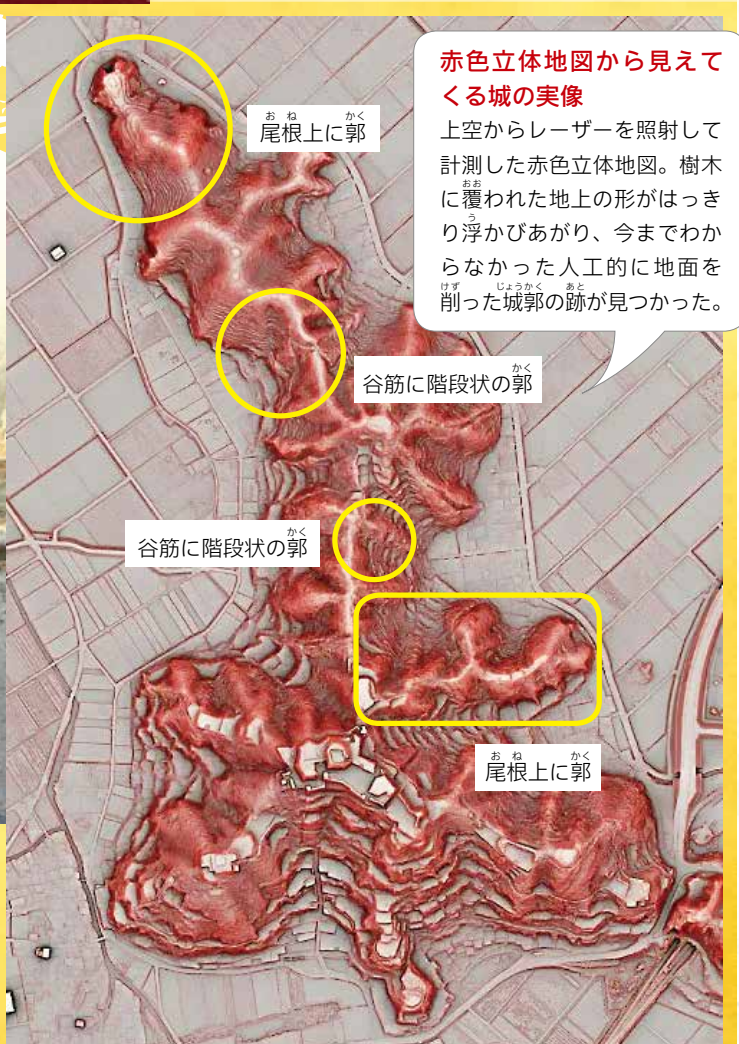 赤色立体地図から見えて
くる城の実像
上空からレーザーを照射して
計測した赤色立体地図。樹木
に覆われた地上の形がはっき
り浮かびあがり、今までわか
らなかった人工的に地面を
削った城郭の跡が見つかった。
尾根上に郭
谷筋に階段状の郭
谷筋に階段状の郭
尾根上に郭